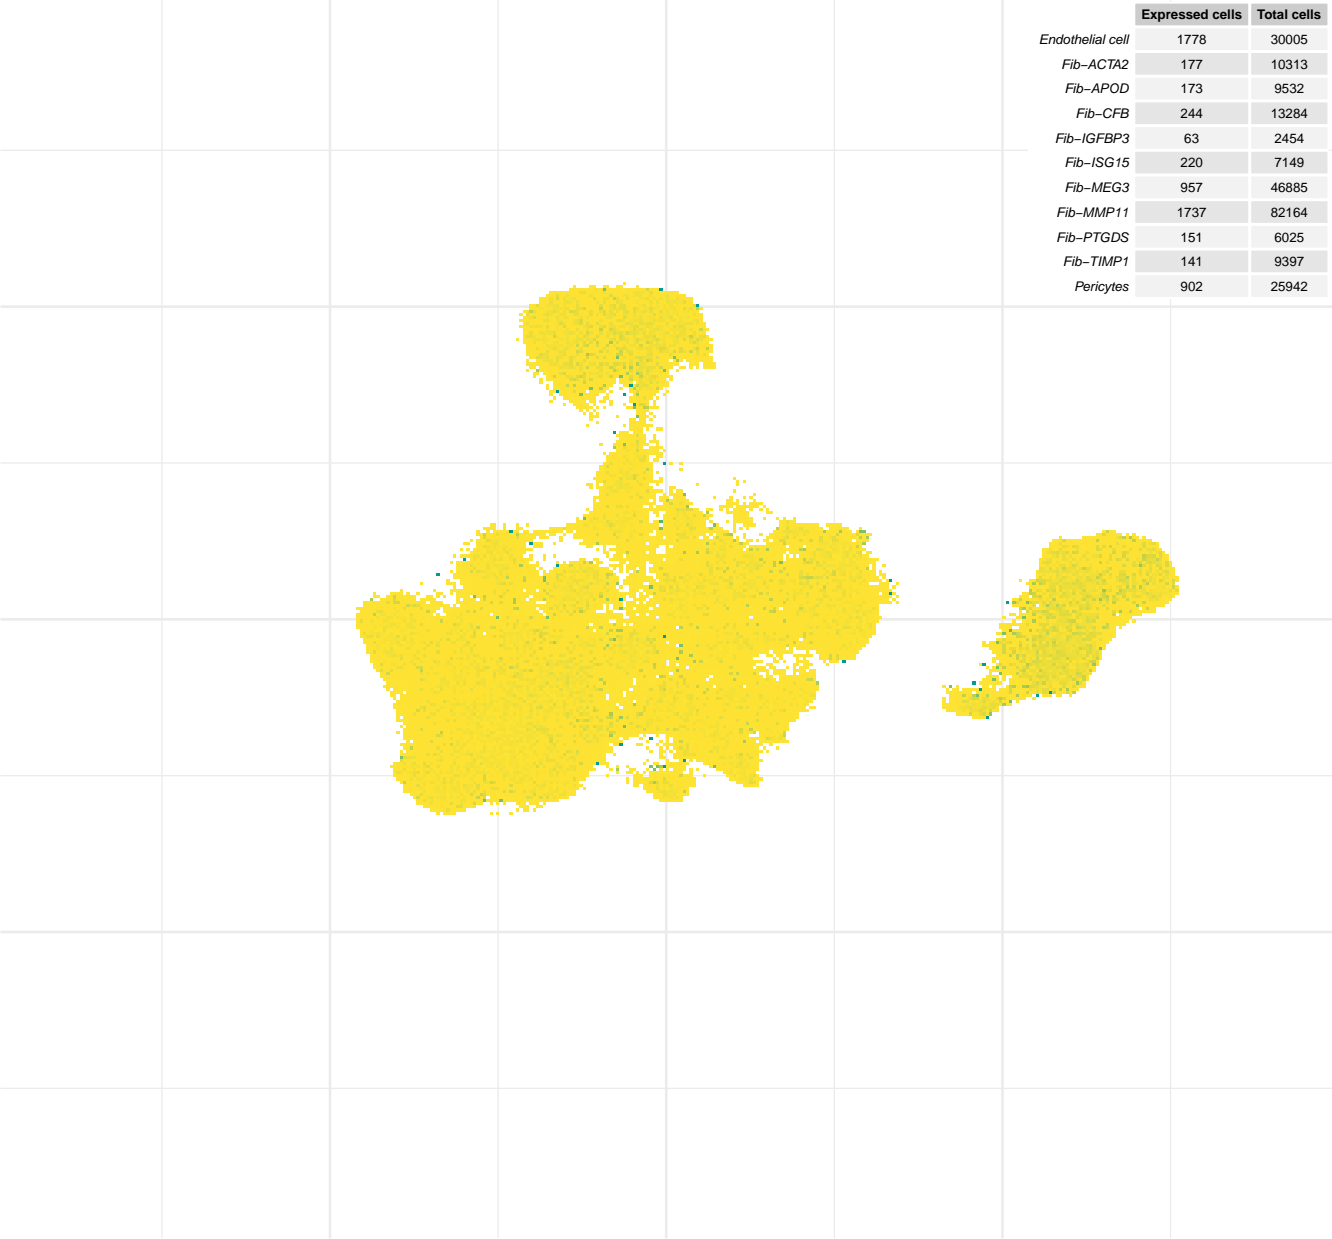 Expressed cells Total cells
Endothelial cell 1778 30005
Fib−ACTA2 177 10313
Fib−APOD 173 9532
Fib−CFB 244 13284
Fib−IGFBP3 63 2454
Fib−ISG15 220 7149
Fib−MEG3 957 46885
Fib−MMP11 1737 82164
Fib−PTGDS 151 6025
Fib−TIMP1 141 9397
Pericytes 902 25942